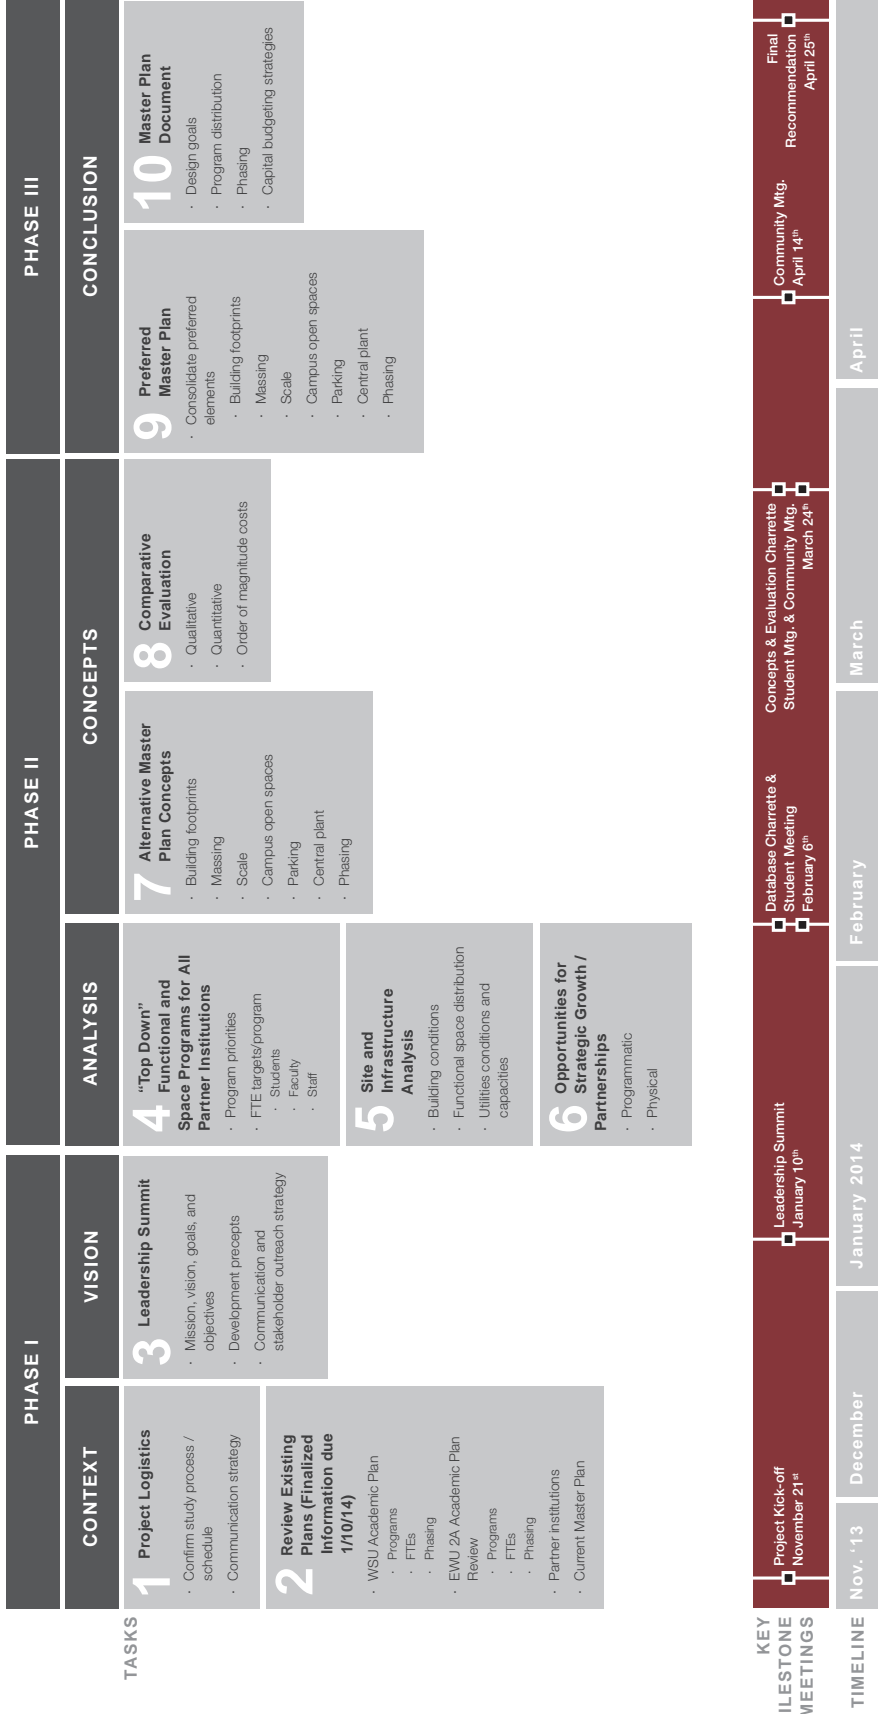 PHASE I
PHASE II
PHASE III
CONTEXT
VISION
ANALYSIS
CONCEPTS
CONCLUSION
TASKS
1 Project Logistics
· Confirm study process /
schedule
· Communication strategy
2 Review Existing
Plans (Finalized
Information due
1/10/14)
· WSU Academic Plan
· Programs
· FTEs
· Phasing
· EWU 2A Academic Plan
Review
· Programs
· FTEs
· Phasing
· Partner institutions
· Current Master Plan
3 Leadership Summit
· Mission, vision, goals, and
objectives
· Development precepts
· Communication and
stakeholder outreach strategy
4 “Top Down”
Functional and
Space Programs for All
Partner Institutions
· Program priorities
· FTE targets/program
· Students
· Faculty
· Staff
5 Site and
Infrastructure
Analysis
· Building conditions
· Functional space distribution
· Utilities conditions and
capacities
6 Opportunities for
Strategic Growth /
Partnerships
· Programmatic
· Physical
7 Alternative Master
Plan Concepts
· Building footprints
· Massing
· Scale
· Campus open spaces
· Parking
· Central plant
· Phasing
8 Comparative
Evaluation
· Qualitative
· Quantitative
· Order of magnitude costs
9 Preferred
Master Plan
· Consolidate preferred
elements
· Building footprints
· Massing
· Scale
· Campus open spaces
· Parking
· Central plant
· Phasing
10 Master Plan
Document
· Design goals
· Program distribution
· Phasing
· Capital budgeting strategies
KEY
ILESTONE
MEETINGS
Project Kick-off
November 21st
Leadership Summit
January 10th
Database Charrette &
Student Meeting
February 6th
Concepts & Evaluation Charrette
Student Mtg. & Community Mtg.
March 24th
Community Mtg.
April 14th
Final
Recommendation
April 25th
TIMELINE
Nov. ‘13
December
January 2014
February
March
April